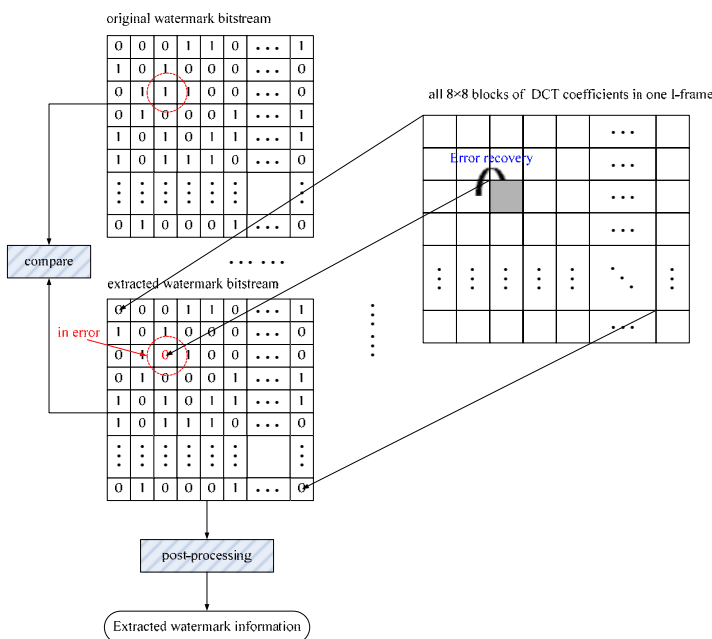 original watermark bitstream
0 0 0 1 1 0 ... 1
1 0 1 0 0 0 ... 0
0 1 1 1 0 0 ... 0
0 1 0 0 0 1 ... 1
1 0 1 0 1 1 ... 1
1 0 1 1 1 0 ... 0
⋮ ⋮ ⋮ ⋮ ⋮ ⋮ ⋮
0 1 0 0 0 1 ... 0
all 8×8 blocks of DCT coefficients in one I-frame
...
Error recovery
...
...
...
⋮ ⋮ ⋮ ⋮ ⋮ ⋱ ⋮
...
compare
... ...
extracted watermark bitstream
0 0 0 1 1 0 ... 1
1 0 1 0 0 0 ... 0
in error
0 1 0 1 0 0 ... 0
0 1 0 0 0 1 ... 1
1 0 1 0 1 1 ... 1
1 0 1 1 1 0 ... 0
⋮ ⋮ ⋮ ⋮ ⋮ ⋮ ⋮
0 1 0 0 0 1 ... 0
post-processing
Extracted watermark information